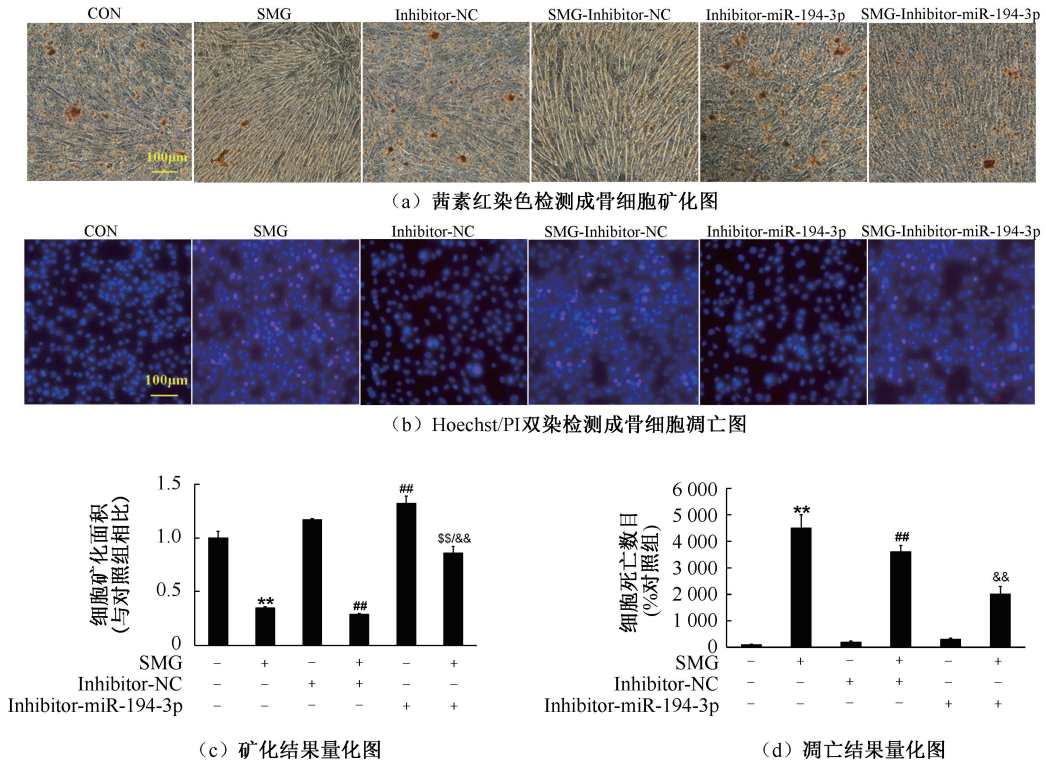 CON SMG Inhibitor-NC SMG-Inhibitor-NC Inhibitor-miR-194-3p SMG-Inhibitor-miR-194-3p
100μm
(a) 茜素红染色检测成骨细胞矿化图
CON SMG Inhibitor-NC SMG-Inhibitor-NC Inhibitor-miR-194-3p SMG-Inhibitor-miR-194-3p
100μm
(b) Hoechst/PI双染检测成骨细胞凋亡图
细胞矿化面积
(与对照组相比)
1.5
1.0
0.5
0
**
##
##
$$/&&
SMG − + − + − +
Inhibitor-NC − − + + − −
Inhibitor-miR-194-3p − − − − + +
(c) 矿化结果量化图
细胞死亡数目
(%对照组)
6 000
5 000
4 000
3 000
2 000
1 000
0
**
##
&&
SMG − + − + − +
Inhibitor-NC − − + + − −
Inhibitor-miR-194-3p − − − − + +
(d) 凋亡结果量化图